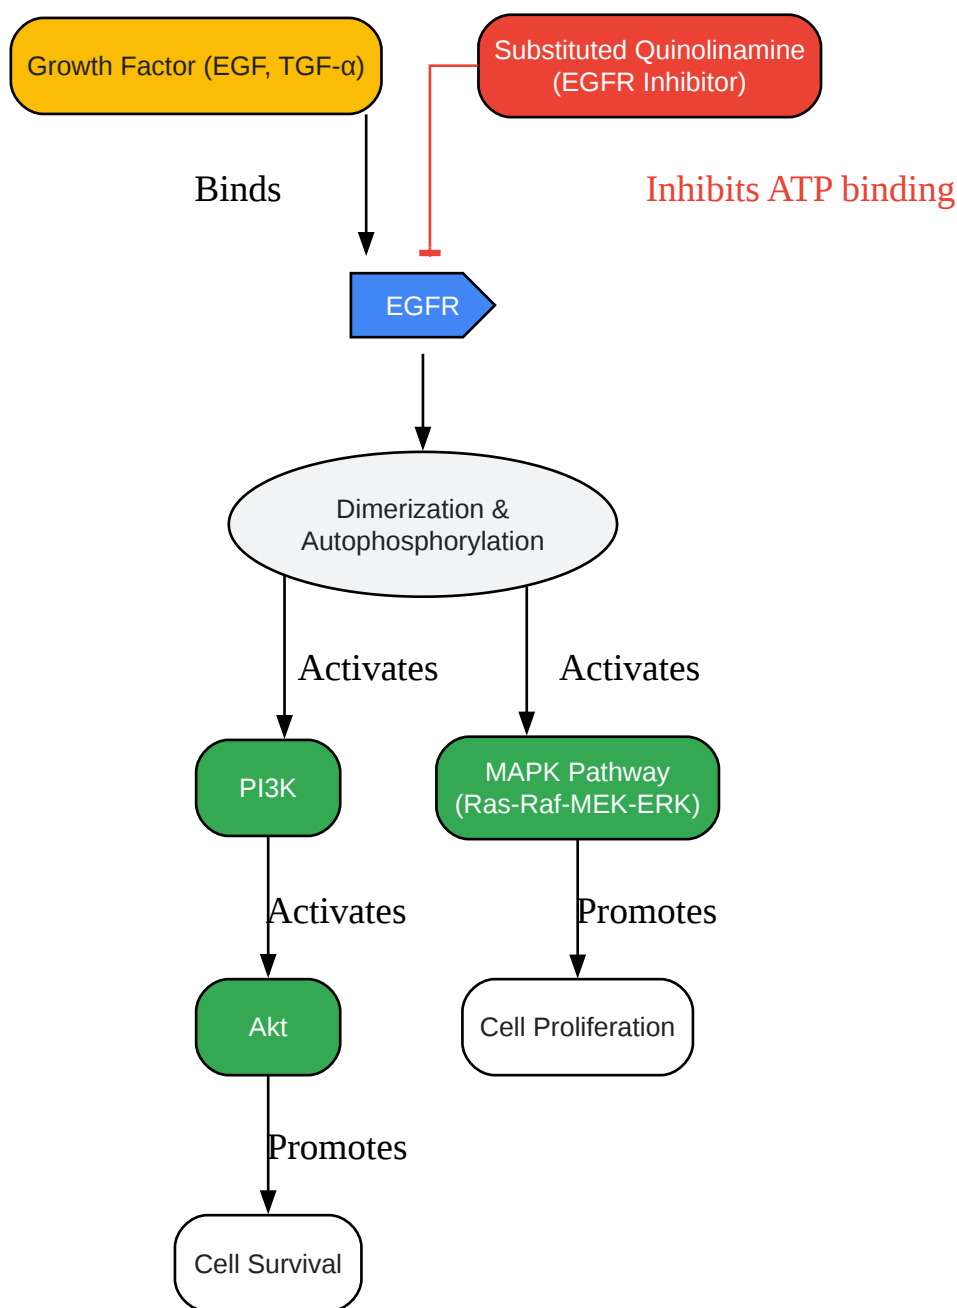 Growth Factor (EGF, TGF-α)
Substituted Quinolinamine
(EGFR Inhibitor)
Binds
Inhibits ATP binding
EGFR
Dimerization &
Autophosphorylation
Activates
Activates
PI3K
MAPK Pathway
(Ras-Raf-MEK-ERK)
Activates
Promotes
Akt
Cell Proliferation
Promotes
Cell Survival